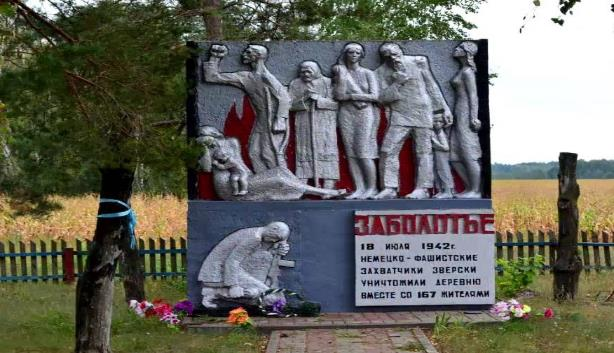 ЗАБОЛОТЬЕ
18 ИЮЛЯ 1942г.
НЕМЕЦКО - ФАШИСТСКИЕ
ЗАХВАТЧИКИ ЗВЕРСКИ
УНИЧТОЖИЛИ ДЕРЕВНЮ
ВМЕСТЕ СО 167 ЖИТЕЛЯМИ